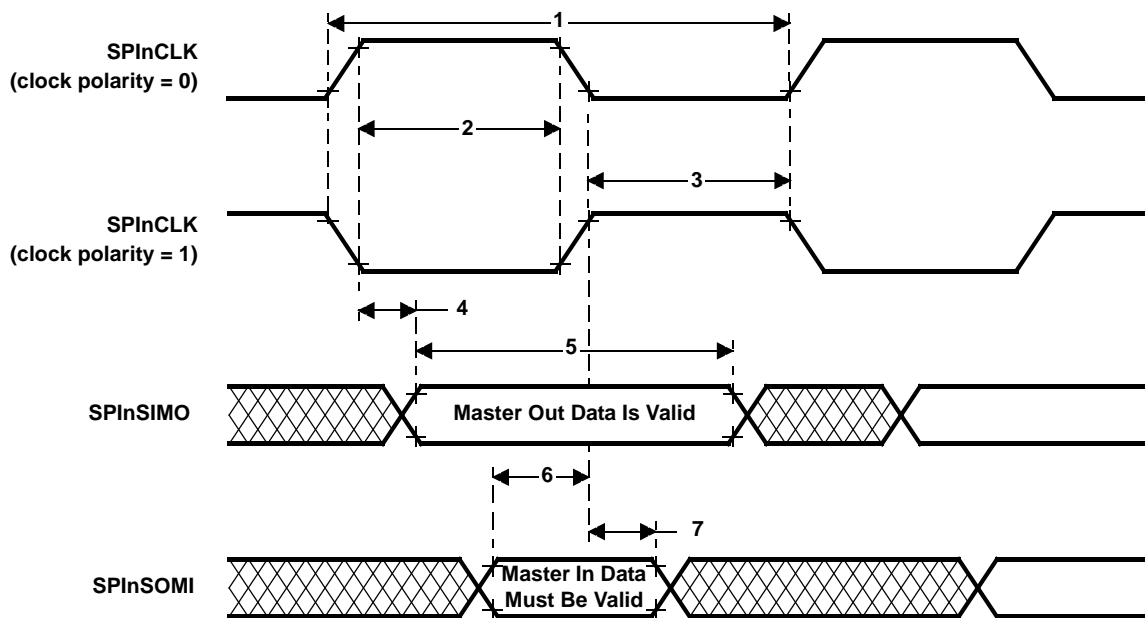 1
SPInCLK
(clock polarity = 0)
2
3
SPInCLK
(clock polarity = 1)
4
5
SPInSIMO
Master Out Data Is Valid
6
7
SPInSOMI
Master In Data
Must Be Valid